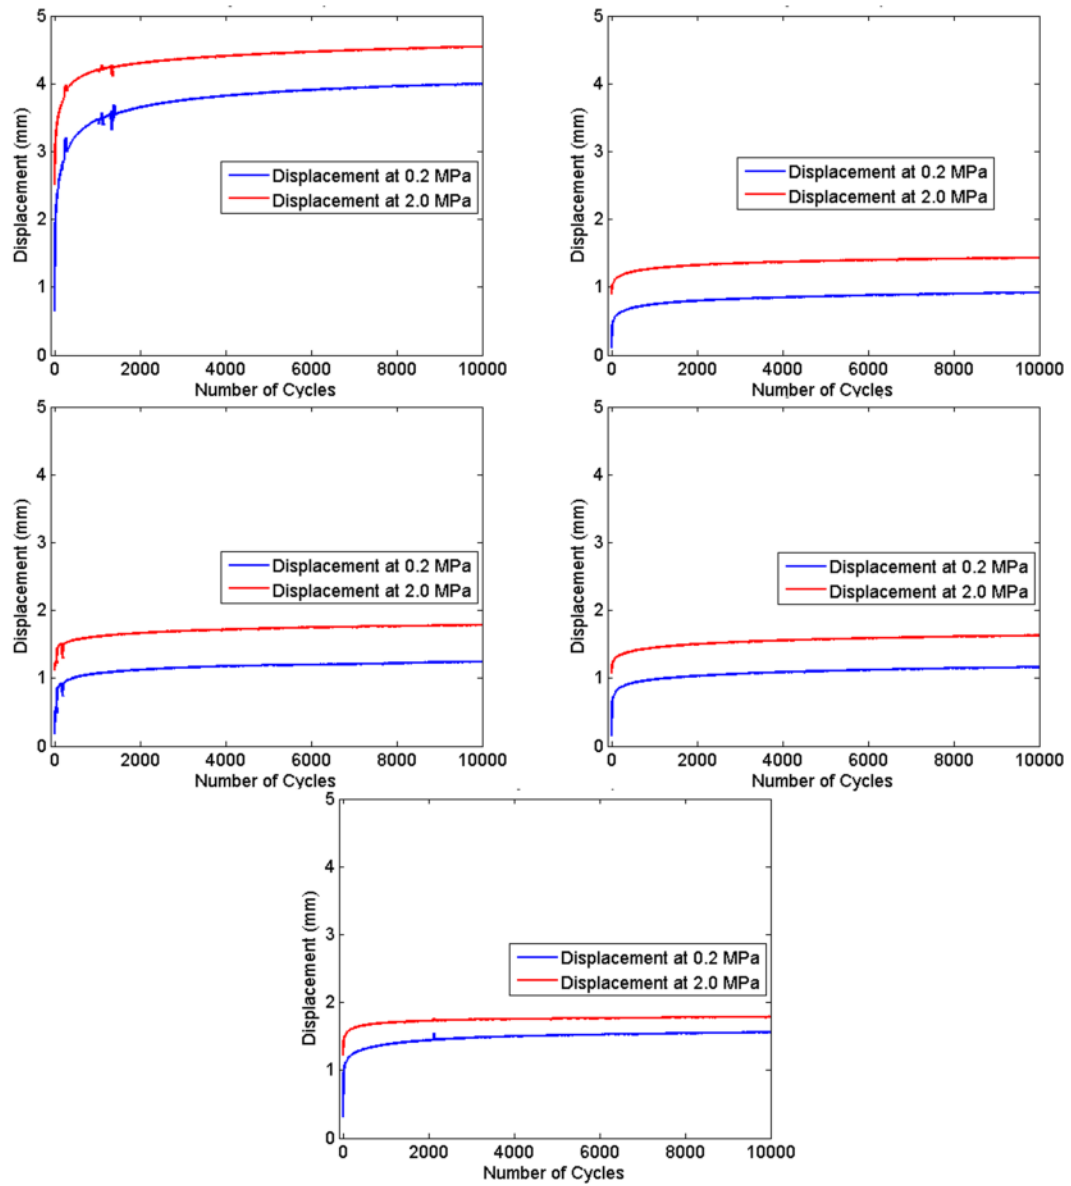 5
4
3
2
1
0
Displacement (mm)
Displacement at 0.2 MPa
Displacement at 2.0 MPa
0 2000 4000 6000 8000 10000
Number of Cycles
5
4
3
2
1
0
Displacement (mm)
Displacement at 0.2 MPa
Displacement at 2.0 MPa
0 2000 4000 6000 8000 10000
Number of Cycles
5
4
3
2
1
0
Displacement (mm)
Displacement at 0.2 MPa
Displacement at 2.0 MPa
0 2000 4000 6000 8000 10000
Number of Cycles
5
4
3
2
1
0
Displacement (mm)
Displacement at 0.2 MPa
Displacement at 2.0 MPa
0 2000 4000 6000 8000 10000
Number of Cycles
5
4
3
2
1
0
Displacement (mm)
Displacement at 0.2 MPa
Displacement at 2.0 MPa
0 2000 4000 6000 8000 10000
Number of Cycles